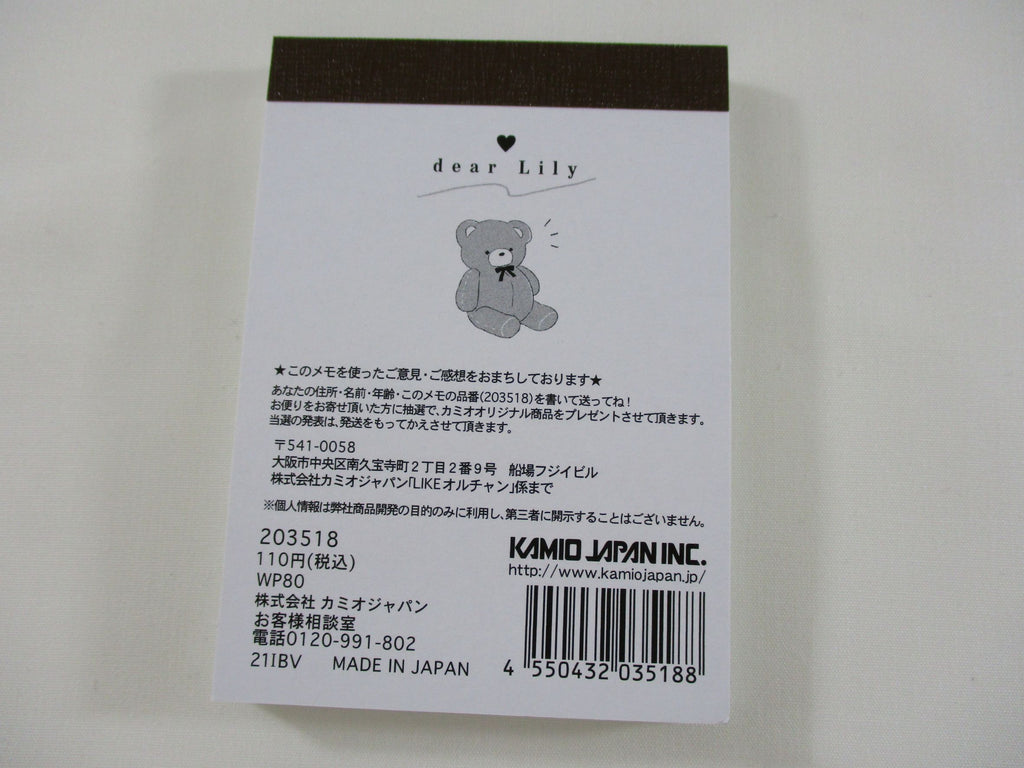 dear Lily
★このメモを使ったご意見・ご感想をおまちしております★
あなたの住所・名前・年齢・このメモの品番(203518)を書いて送ってね!
お便りをお寄せ頂いた方に抽選で、カミオオリジナル商品をプレゼントさせて頂きます。
当選の発表は、発送をもってかえさせて頂きます。
〒541-0058
大阪市中央区南久宝寺町2丁目2番9号 船場フジイビル
株式会社カミオジャパン「LIKEオルチャン」係まで
※個人情報は弊社商品開発の目的のみに利用し、第三者に開示することはございません。
203518
110円(税込)
WP80
株式会社 カミオジャパン
お客様相談室
電話0120-991-802
21IBV MADE IN JAPAN
KAMIO JAPAN INC.
http://www.kamiojapan.jp/
4 550432 035188